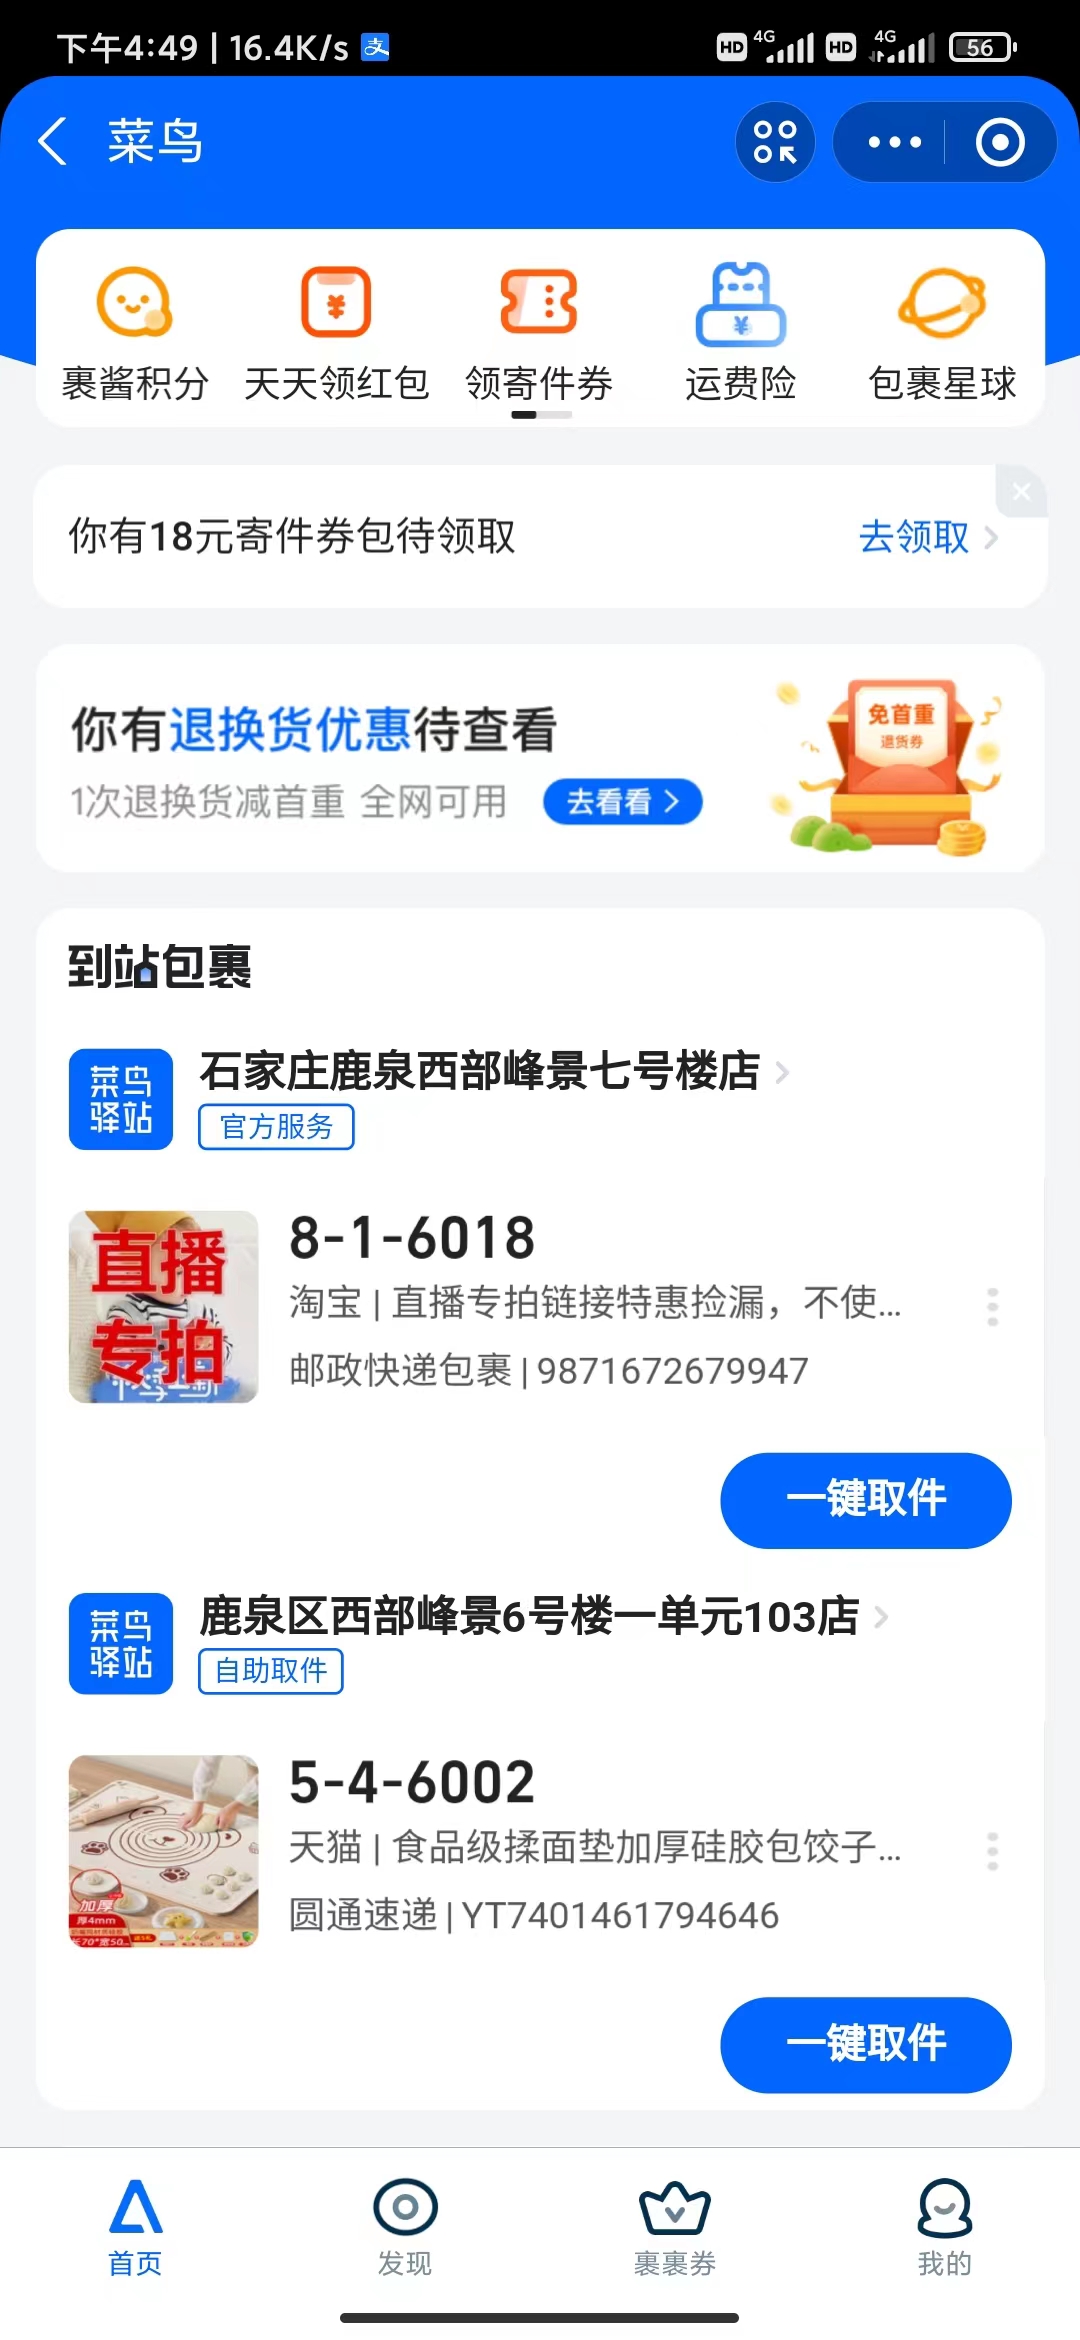 下午4:49 | 16.4K/s 支
HD 4G HD 4G 56
菜鸟
裹酱积分 天天领红包 领寄件券 运费险 包裹星球
你有18元寄件券包待领取 去领取
你有退换货优惠待查看
1次退换货减首重 全网可用 去看看
免首重
退货券
到站包裹
菜鸟
驿站
石家庄鹿泉西部峰景七号楼店
官方服务
直播
专拍
8-1-6018
淘宝 | 直播专拍链接特惠捡漏，不使...
邮政快递包裹 | 9871672679947
一键取件
菜鸟
驿站
鹿泉区西部峰景6号楼一单元103店
自助取件
加厚
厚4mm
长70*宽50...
5-4-6002
天猫 | 食品级揉面垫加厚硅胶包饺子...
圆通速递 | YT7401461794646
一键取件
首页 发现 裹裹券 我的